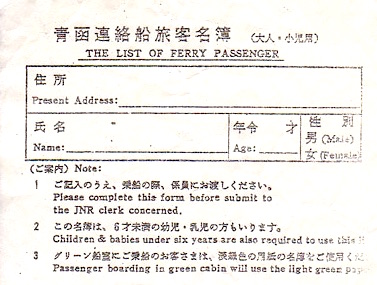 青函連絡船旅客名簿 (大人・小児用)
THE LIST OF FERRY PASSENGER
住所
Present Address:
氏名 年令 才 性別
Name: Age: 男 (Male)
女 (Female)
(ご案内) Note:
1 ご記入のうえ、乗船の際、係員にお渡しください。
Please complete this form before submit to
the JNR clerk concerned.
2 この名簿は、6才未満の幼児・乳児の方もいります。
Children & babies under six years are also required to use this
3 グリーン船室にご乗船のお客さまは、淡緑色の用紙の名簿をご使用くだ
Passenger boarding in green cabin will use the light green pap